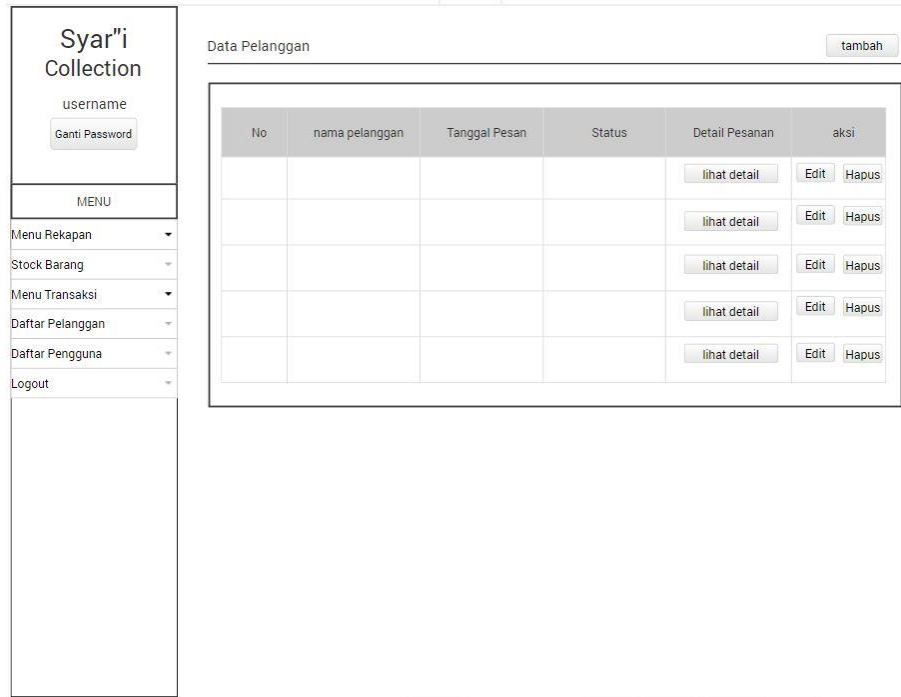 Syar"i
Collection
username
Ganti Password
MENU
Menu Rekapan
Stock Barang
Menu Transaksi
Daftar Pelanggan
Daftar Pengguna
Logout
Data Pelanggan tambah
No nama pelanggan Tanggal Pesan Status Detail Pesanan aksi
lihat detail Edit Hapus
lihat detail Edit Hapus
lihat detail Edit Hapus
lihat detail Edit Hapus
lihat detail Edit Hapus